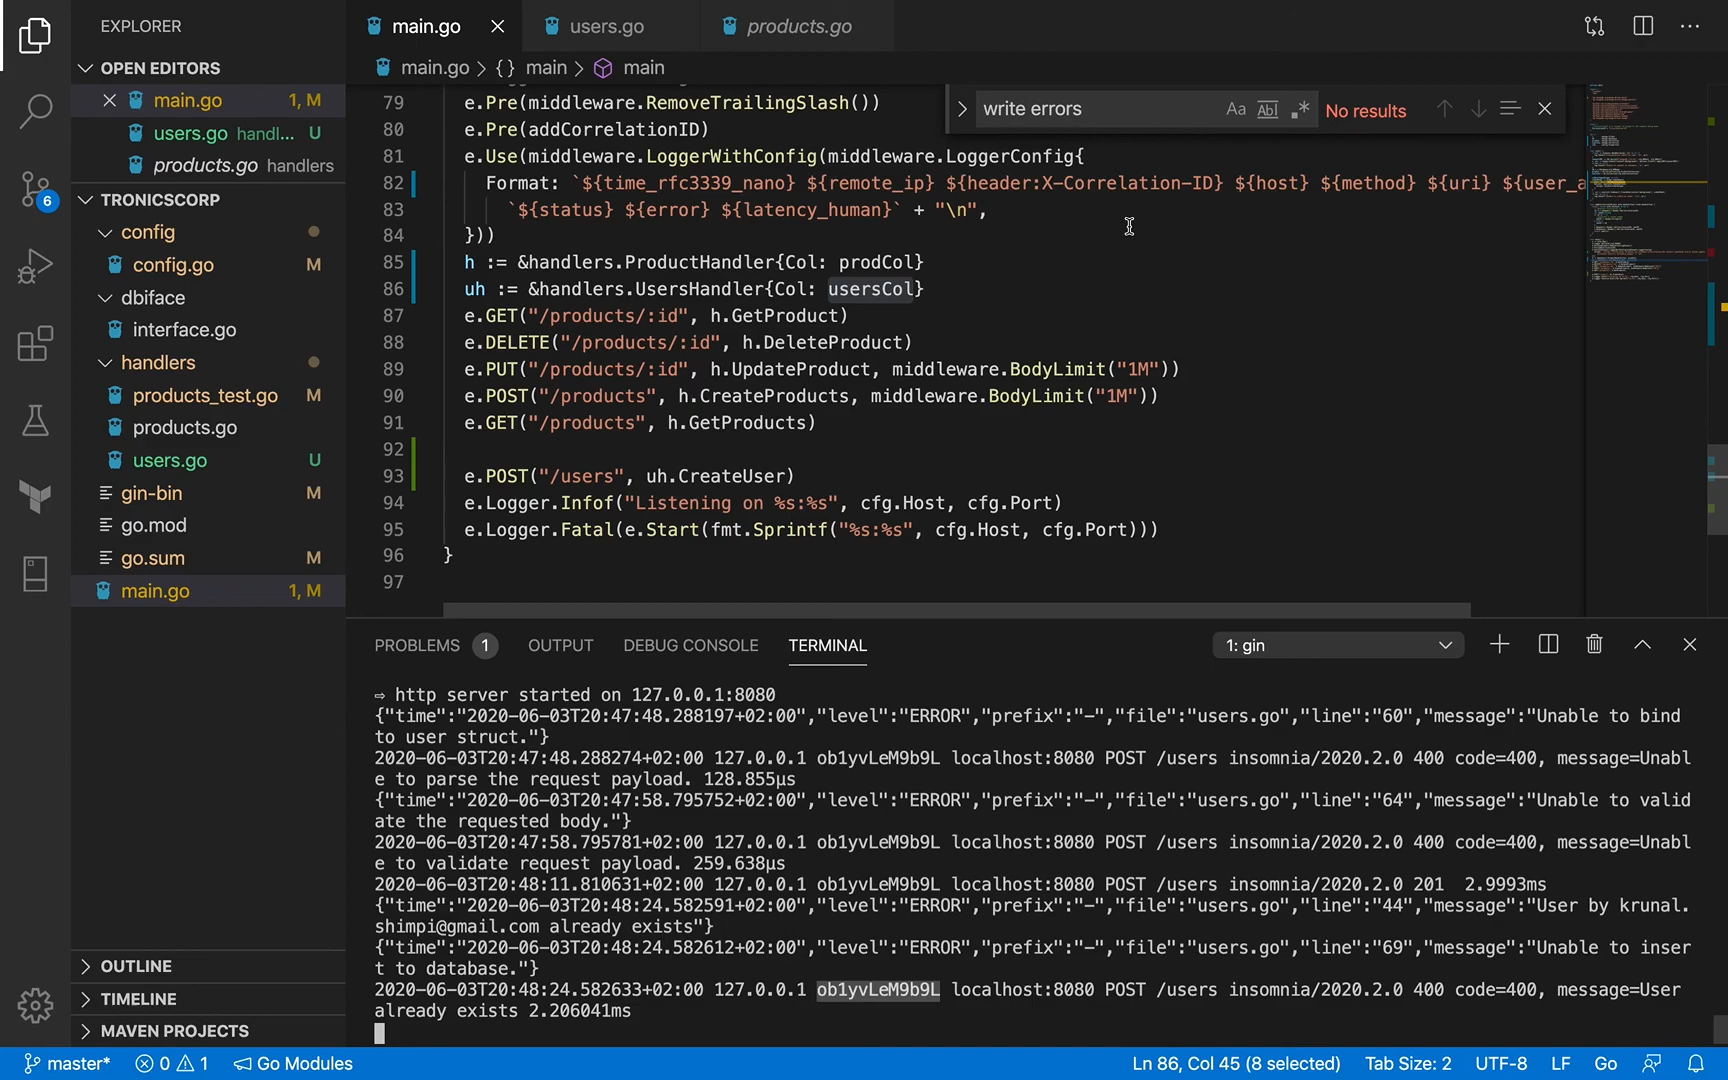 EXPLORER
OPEN EDITORS
main.go 1, M
users.go handl... U
products.go handlers
TRONICSCORP
6
config
config.go M
dbiface
interface.go
handlers
products_test.go M
products.go
users.go U
gin-bin M
go.mod
go.sum M
main.go 1, M
OUTLINE
TIMELINE
MAVEN PROJECTS
main.go
users.go
products.go
main.go > {} main > main
write errors Aa Abl .* No results
79 e.Pre(middleware.RemoveTrailingSlash())
80 e.Pre(addCorrelationID)
81 e.Use(middleware.LoggerWithConfig(middleware.LoggerConfig{
82 Format: `${time_rfc3339_nano} ${remote_ip} ${header:X-Correlation-ID} ${host} ${method} ${uri} ${user_a
83 `${status} ${error} ${latency_human}` + "\n",
84 }))
85 h := &handlers.ProductHandler{Col: prodCol}
86 uh := &handlers.UsersHandler{Col: usersCol}
87 e.GET("/products/:id", h.GetProduct)
88 e.DELETE("/products/:id", h.DeleteProduct)
89 e.PUT("/products/:id", h.UpdateProduct, middleware.BodyLimit("1M"))
90 e.POST("/products", h.CreateProducts, middleware.BodyLimit("1M"))
91 e.GET("/products", h.GetProducts)
92
93 e.POST("/users", uh.CreateUser)
94 e.Logger.Infof("Listening on %s:%s", cfg.Host, cfg.Port)
95 e.Logger.Fatal(e.Start(fmt.Sprintf("%s:%s", cfg.Host, cfg.Port)))
96 }
97
PROBLEMS 1 OUTPUT DEBUG CONSOLE TERMINAL 1: gin
⇨ http server started on 127.0.0.1:8080
{"time":"2020-06-03T20:47:48.288197+02:00","level":"ERROR","prefix":"-","file":"users.go","line":"60","message":"Unable to bind
to user struct."}
2020-06-03T20:47:48.288274+02:00 127.0.0.1 ob1yvLeM9b9L localhost:8080 POST /users insomnia/2020.2.0 400 code=400, message=Unabl
e to parse the request payload. 128.855µs
{"time":"2020-06-03T20:47:58.795752+02:00","level":"ERROR","prefix":"-","file":"users.go","line":"64","message":"Unable to valid
ate the requested body."}
2020-06-03T20:47:58.795781+02:00 127.0.0.1 ob1yvLeM9b9L localhost:8080 POST /users insomnia/2020.2.0 400 code=400, message=Unabl
e to validate request payload. 259.638µs
2020-06-03T20:48:11.810631+02:00 127.0.0.1 ob1yvLeM9b9L localhost:8080 POST /users insomnia/2020.2.0 201  2.9993ms
{"time":"2020-06-03T20:48:24.582591+02:00","level":"ERROR","prefix":"-","file":"users.go","line":"44","message":"User by krunal.
shimpi@gmail.com already exists"}
{"time":"2020-06-03T20:48:24.582612+02:00","level":"ERROR","prefix":"-","file":"users.go","line":"69","message":"Unable to inser
t to database."}
2020-06-03T20:48:24.582633+02:00 127.0.0.1 ob1yvLeM9b9L localhost:8080 POST /users insomnia/2020.2.0 400 code=400, message=User
already exists 2.206041ms
master* 0 1 Go Modules Ln 86, Col 45 (8 selected) Tab Size: 2 UTF-8 LF Go